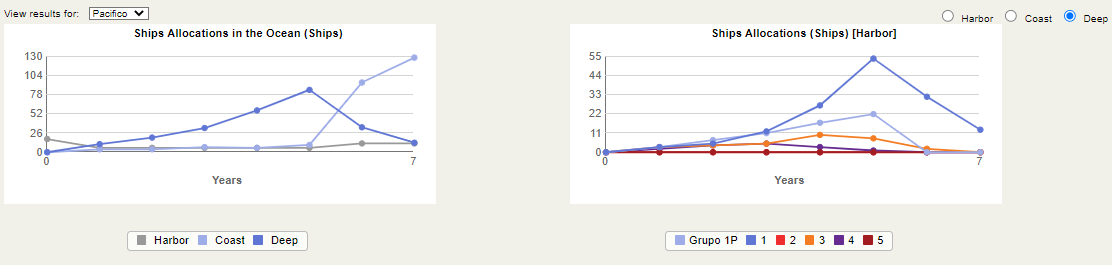 View results for: Pacifico
Harbor Coast Deep
Ships Allocations in the Ocean (Ships)
130
104
78
52
26
0
0 7
Years
Harbor Coast Deep
Ships Allocations (Ships) [Harbor]
55
44
33
22
11
0
0 7
Years
Grupo 1P 1 2 3 4 5